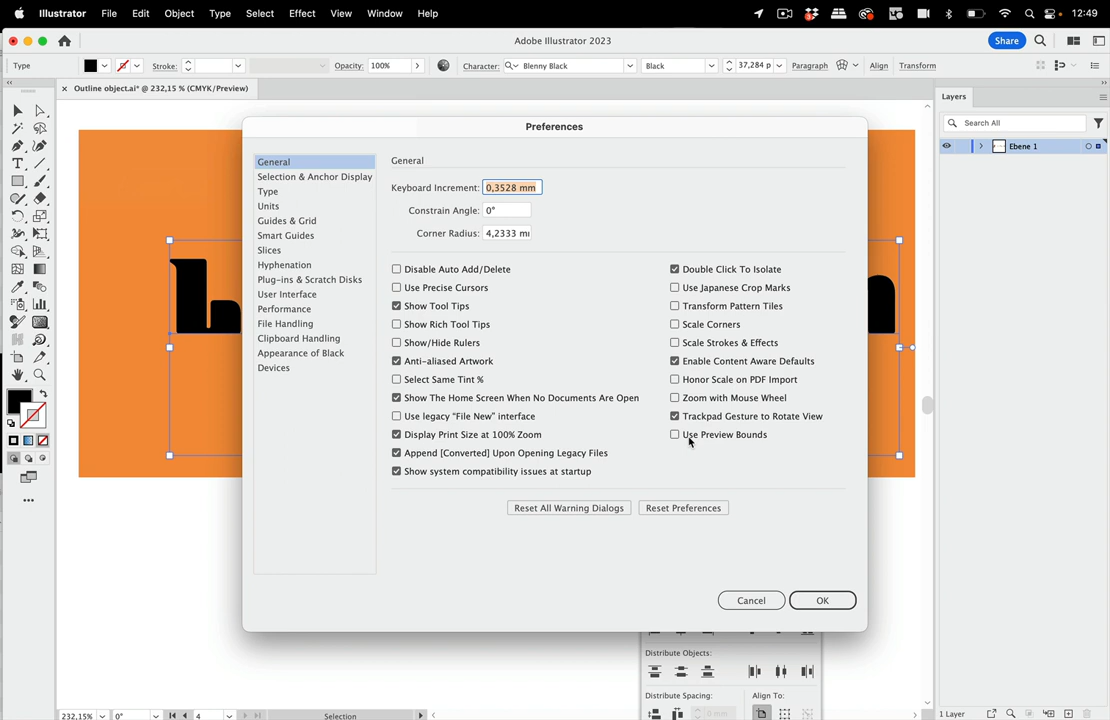 Illustrator File Edit Object Type Select Effect View Window Help 3 12:49
Adobe Illustrator 2023 Share
Type Stroke: Opacity: 100% Character: Blenny Black Black 37,284 p Paragraph Align Transform
× Outline object.ai* @ 232,15 % (CMYK/Preview) Layers
Preferences
Search All
Ebene 1
General
Selection & Anchor Display
Type
Units
Guides & Grid
Smart Guides
Slices
Hyphenation
Plug-ins & Scratch Disks
User Interface
Performance
File Handling
Clipboard Handling
Appearance of Black
Devices
General
Keyboard Increment: 0,3528 mm
Constrain Angle: 0°
Corner Radius: 4,2333 m
Disable Auto Add/Delete
Use Precise Cursors
Show Tool Tips
Show Rich Tool Tips
Show/Hide Rulers
Anti-aliased Artwork
Select Same Tint %
Show The Home Screen When No Documents Are Open
Use legacy “File New” interface
Display Print Size at 100% Zoom
Append [Converted] Upon Opening Legacy Files
Show system compatibility issues at startup
Double Click To Isolate
Use Japanese Crop Marks
Transform Pattern Tiles
Scale Corners
Scale Strokes & Effects
Enable Content Aware Defaults
Honor Scale on PDF Import
Zoom with Mouse Wheel
Trackpad Gesture to Rotate View
Use Preview Bounds
Reset All Warning Dialogs Reset Preferences
Cancel OK
Distribute Objects:
Distribute Spacing: Align To:
0 mm
232,15% 0° 4 Selection 1 Layer